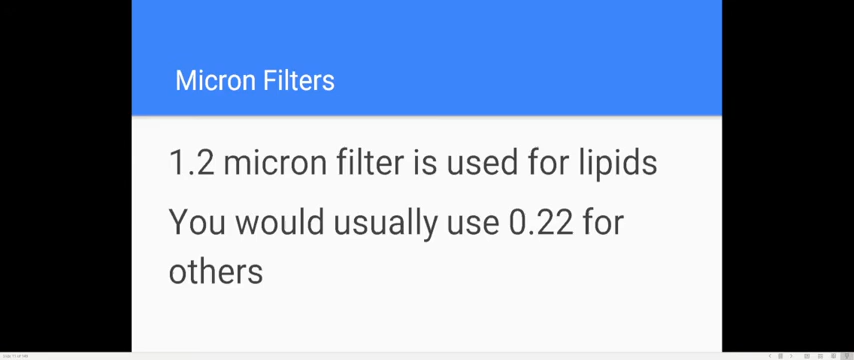 Micron Filters
1.2 micron filter is used for lipids
You would usually use 0.22 for
others